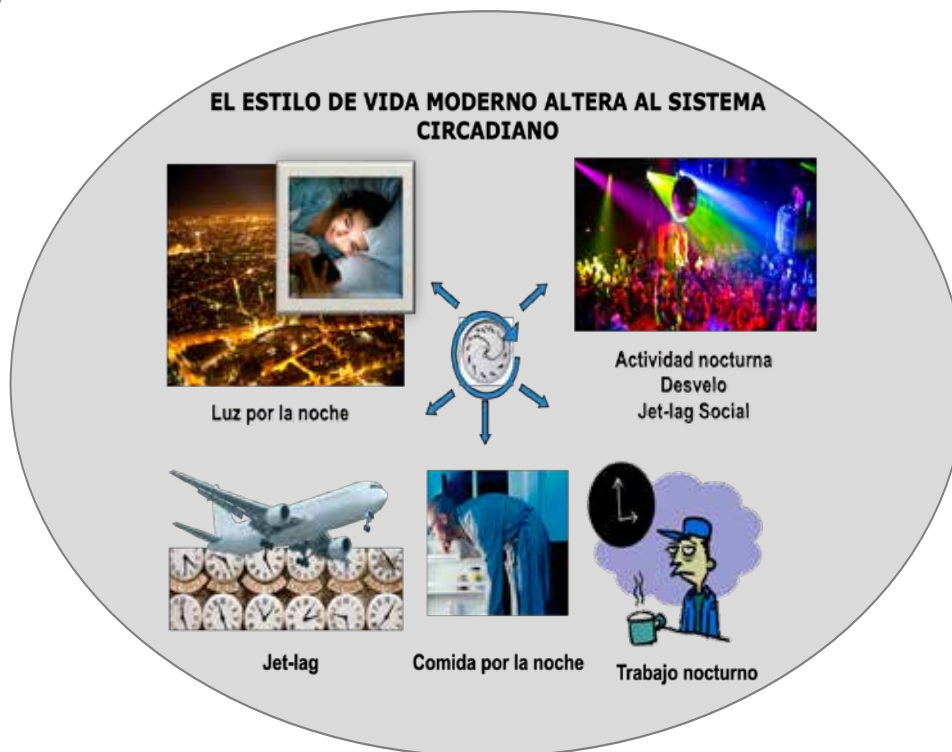 EL ESTILO DE VIDA MODERNO ALTERA AL SISTEMA
CIRCADIANO
Luz por la noche
Actividad nocturna
Desvelo
Jet-lag Social
Jet-lag
Comida por la noche
Trabajo nocturno